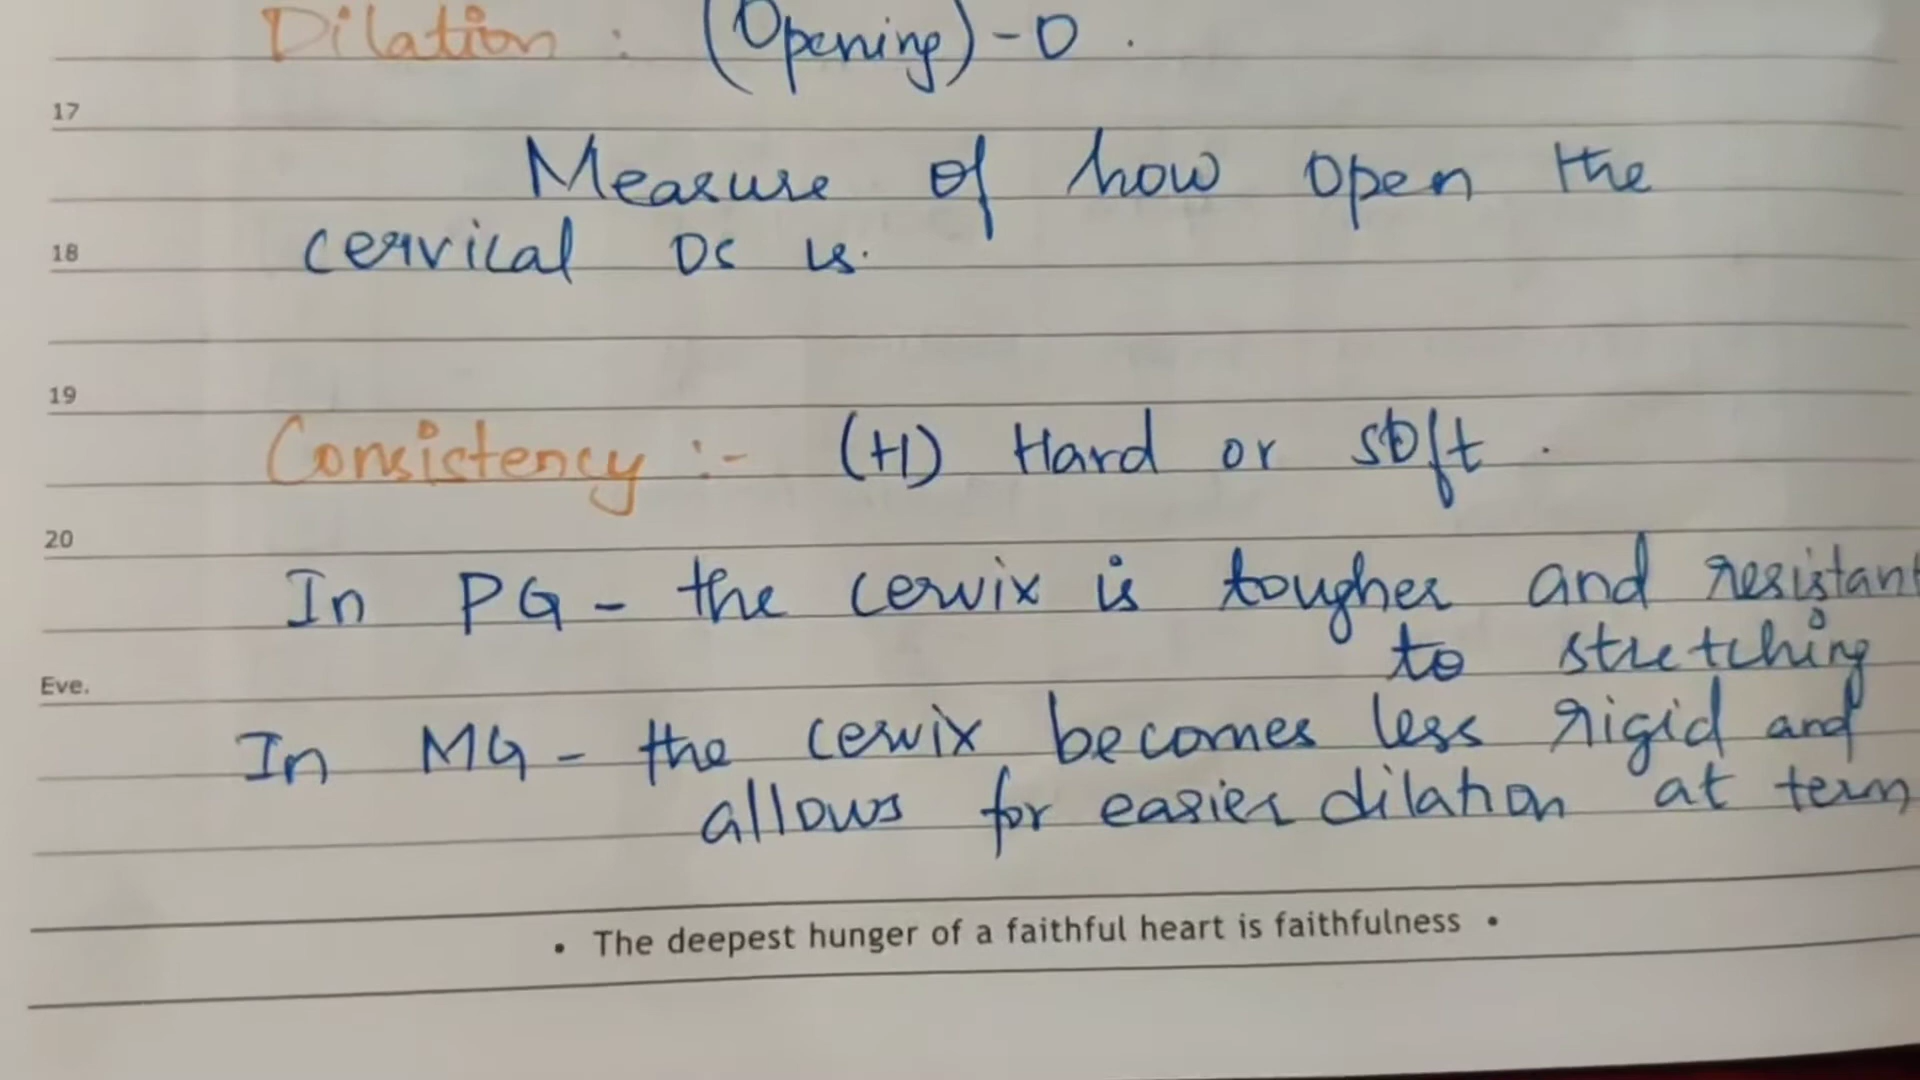 Dilation : (Opening) - O .
17
Measure of how open the
18 cervical os is.
19
Consistency :- (H) Hard or soft .
20
In PG - the cervix is tougher and resistant
to stretching
Eve.
In MG - the cervix becomes less rigid and
allows for easier dilation at term
• The deepest hunger of a faithful heart is faithfulness •